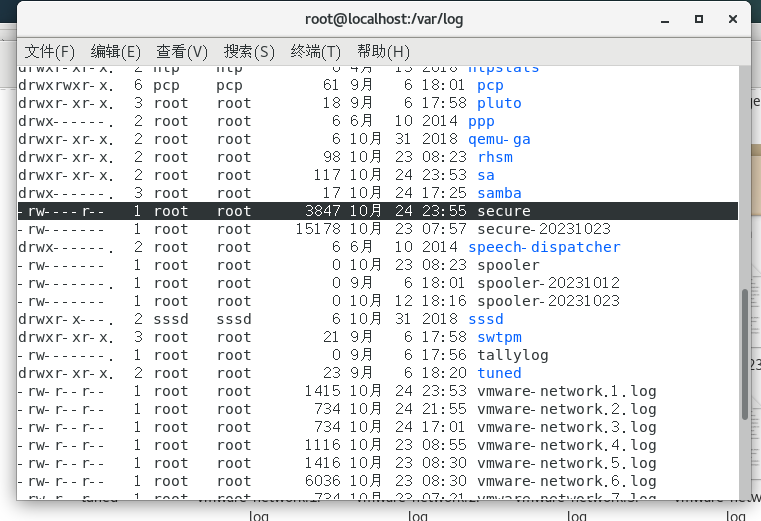 root@localhost:/var/log
文件(F) 编辑(E) 查看(V) 搜索(S) 终端(T) 帮助(H)
drwxr-xr-x. 2 ntp ntp 6 4月 13 2018 ntpstats
drwxrwxr-x. 6 pcp pcp 61 9月 6 18:01 pcp
drwxr-xr-x. 3 root root 18 9月 6 17:58 pluto
drwx------. 2 root root 6 6月 10 2014 ppp
drwxr-xr-x. 2 root root 6 10月 31 2018 qemu-ga
drwxr-xr-x. 2 root root 98 10月 23 08:23 rhsm
drwxr-xr-x. 2 root root 117 10月 24 23:53 sa
drwx------. 3 root root 17 10月 24 17:25 samba
-rw----r-- 1 root root 3847 10月 24 23:55 secure
-rw------- 1 root root 15178 10月 23 07:57 secure-20231023
drwx------. 2 root root 6 6月 10 2014 speech-dispatcher
-rw------- 1 root root 0 10月 23 08:23 spooler
-rw-------. 1 root root 0 9月 6 18:01 spooler-20231012
-rw------- 1 root root 0 10月 12 18:16 spooler-20231023
drwxr-x---. 2 sssd sssd 6 10月 31 2018 sssd
drwxr-xr-x. 3 root root 21 9月 6 17:58 swtpm
-rw-------. 1 root root 0 9月 6 17:56 tallylog
drwxr-xr-x. 2 root root 23 9月 6 18:20 tuned
-rw-r--r-- 1 root root 1415 10月 24 23:53 vmware-network.1.log
-rw-r--r-- 1 root root 734 10月 24 21:55 vmware-network.2.log
-rw-r--r-- 1 root root 734 10月 24 17:01 vmware-network.3.log
-rw-r--r-- 1 root root 1116 10月 23 08:55 vmware-network.4.log
-rw-r--r-- 1 root root 1416 10月 23 08:30 vmware-network.5.log
-rw-r--r-- 1 root root 6036 10月 23 08:30 vmware-network.6.log
-rw-r--r-- 1 root root 734 10月 23 07:21 vmware-network.7.log
log log log log